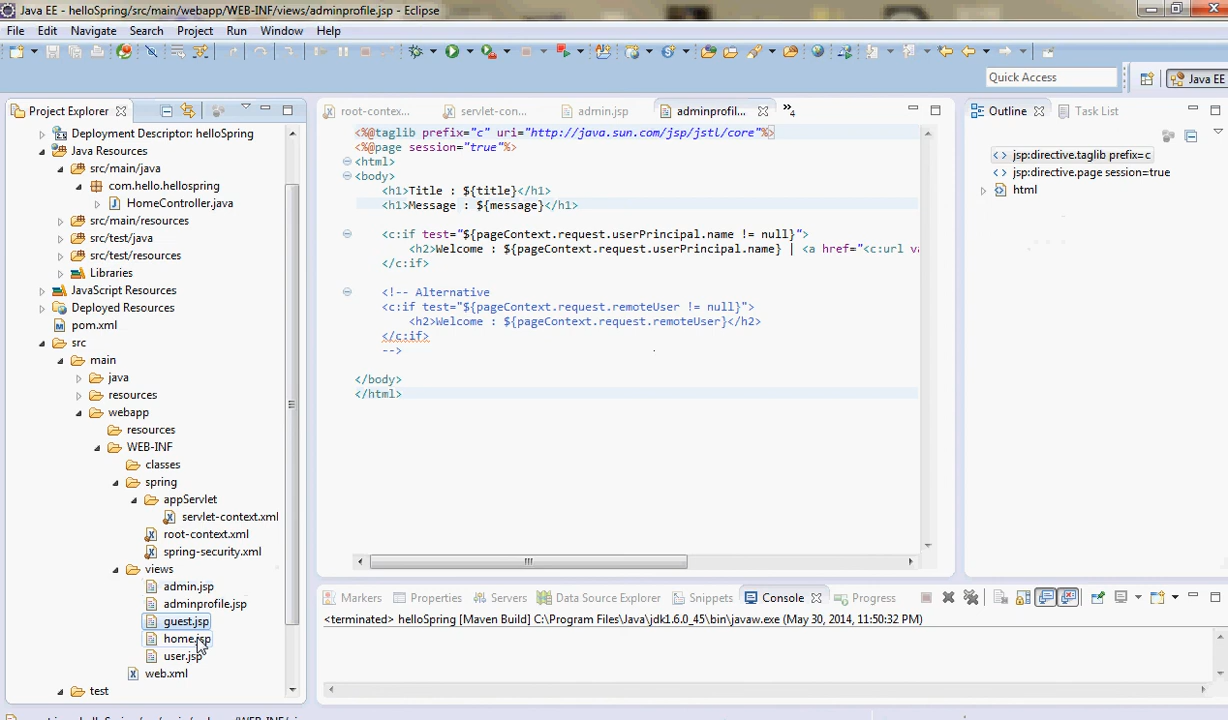 Java EE - helloSpring/src/main/webapp/WEB-INF/views/adminprofile.jsp - Eclipse
File Edit Navigate Search Project Run Window Help
Quick Access
Java EE
Project Explorer
Deployment Descriptor: helloSpring
Java Resources
src/main/java
com.hello.hellospring
HomeController.java
src/main/resources
src/test/java
src/test/resources
Libraries
JavaScript Resources
Deployed Resources
pom.xml
src
main
java
resources
webapp
resources
WEB-INF
classes
spring
appServlet
servlet-context.xml
root-context.xml
spring-security.xml
views
admin.jsp
adminprofile.jsp
guest.jsp
home.jsp
user.jsp
web.xml
test
root-contex... servlet-con... admin.jsp adminprofil... »4
<%@taglib prefix="c" uri="http://java.sun.com/jsp/jstl/core"%>
<%@page session="true"%>
<html>
<body>
<h1>Title : ${title}</h1>
<h1>Message : ${message}</h1>
<c:if test="${pageContext.request.userPrincipal.name != null}">
<h2>Welcome : ${pageContext.request.userPrincipal.name} | <a href="<c:url va
</c:if>
<!-- Alternative
<c:if test="${pageContext.request.remoteUser != null}">
<h2>Welcome : ${pageContext.request.remoteUser}</h2>
</c:if>
-->
</body>
</html>
Outline Task List
jsp:directive.taglib prefix=c
jsp:directive.page session=true
html
Markers Properties Servers Data Source Explorer Snippets Console Progress
<terminated> helloSpring [Maven Build] C:\Program Files\Java\jdk1.6.0_45\bin\javaw.exe (May 30, 2014, 11:50:32 PM)